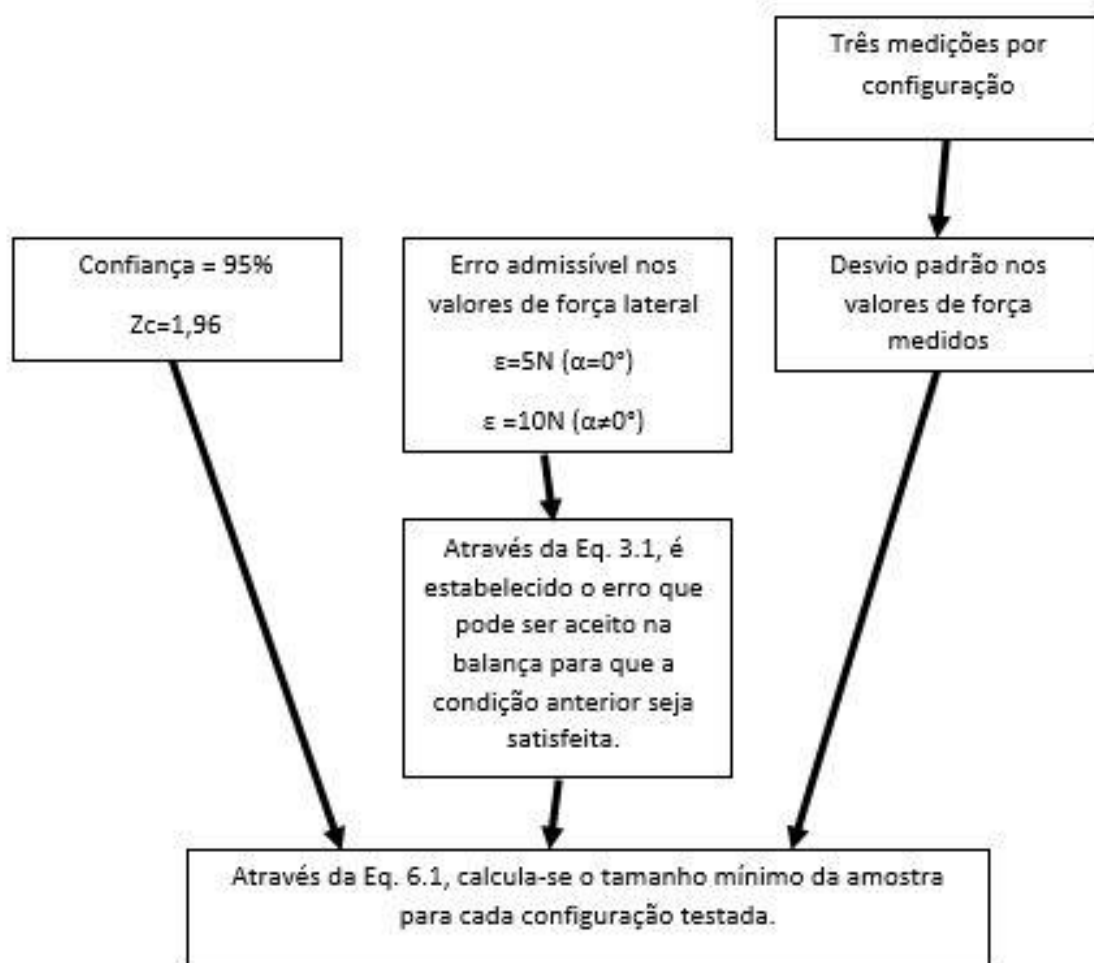 Três medições por
configuração
Confiança = 95%
Zc=1,96
Erro admissível nos
valores de força lateral
ε=5N (α=0°)
ε =10N (α≠0°)
Desvio padrão nos
valores de força
medidos
Através da Eq. 3.1, é
estabelecido o erro que
pode ser aceito na
balança para que a
condição anterior seja
satisfeita.
Através da Eq. 6.1, calcula-se o tamanho mínimo da amostra
para cada configuração testada.